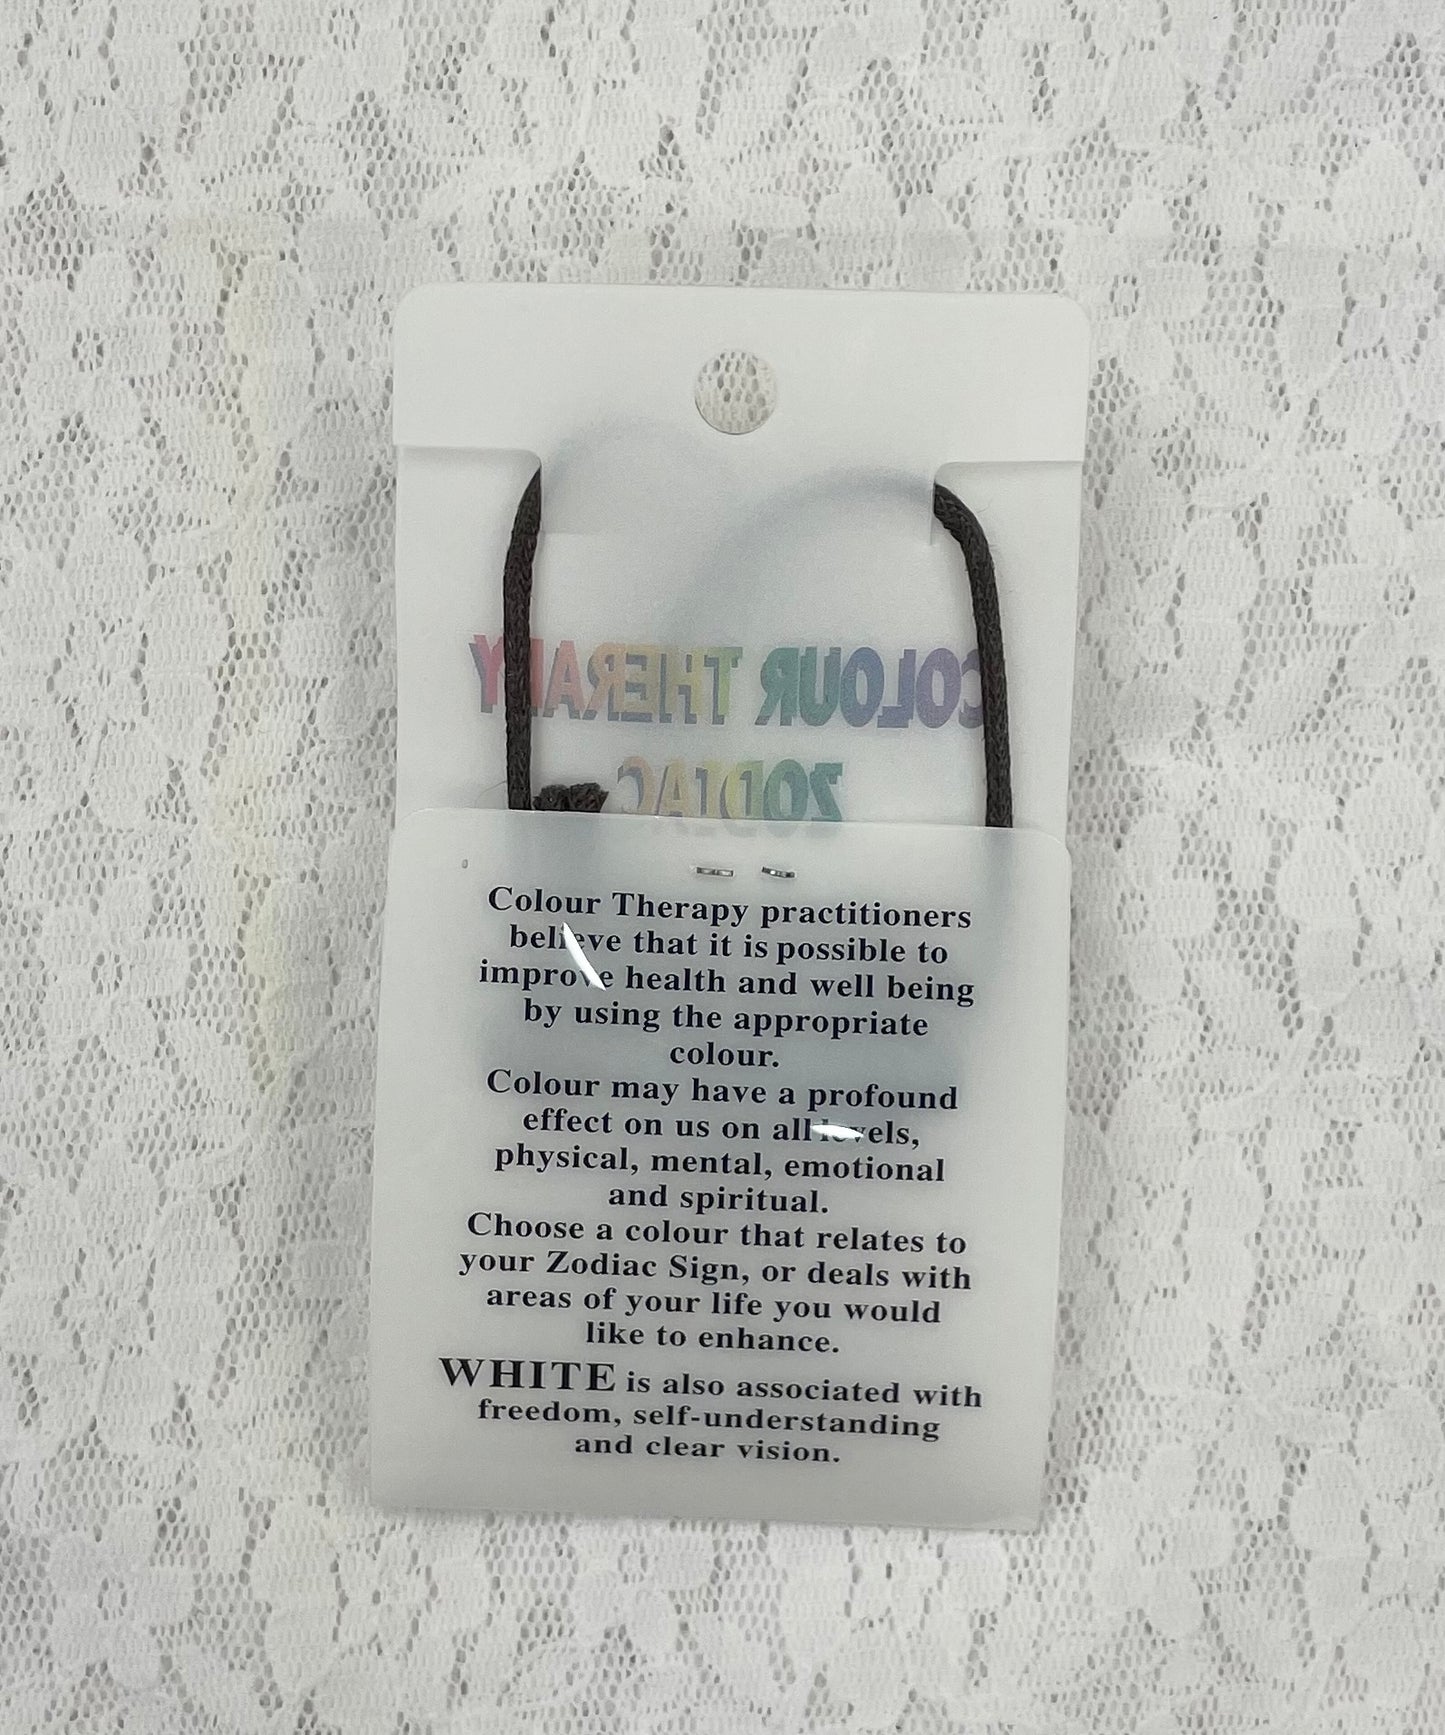 COLOUR THERAPY
ZODIAC
Colour Therapy practitioners
believe that it is possible to
improve health and well being
by using the appropriate
colour.
Colour may have a profound
effect on us on all levels,
physical, mental, emotional
and spiritual.
Choose a colour that relates to
your Zodiac Sign, or deals with
areas of your life you would
like to enhance.
WHITE is also associated with
freedom, self-understanding
and clear vision.